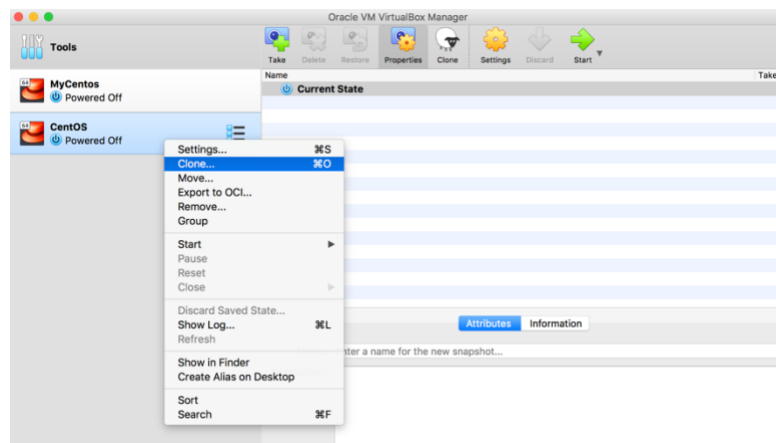 Oracle VM VirtualBox Manager
Tools
Take Delete Restore Properties Clone Settings Discard Start
Name Take
Current State
64
MyCentos
Powered Off
64
CentOS
Powered Off
Settings... ⌘S
Clone... ⌘O
Move...
Export to OCI...
Remove...
Group
Start
Pause
Reset
Close
Discard Saved State...
Show Log... ⌘L
Refresh
Show in Finder
Create Alias on Desktop
Sort
Search ⌘F
Attributes Information
enter a name for the new snapshot...